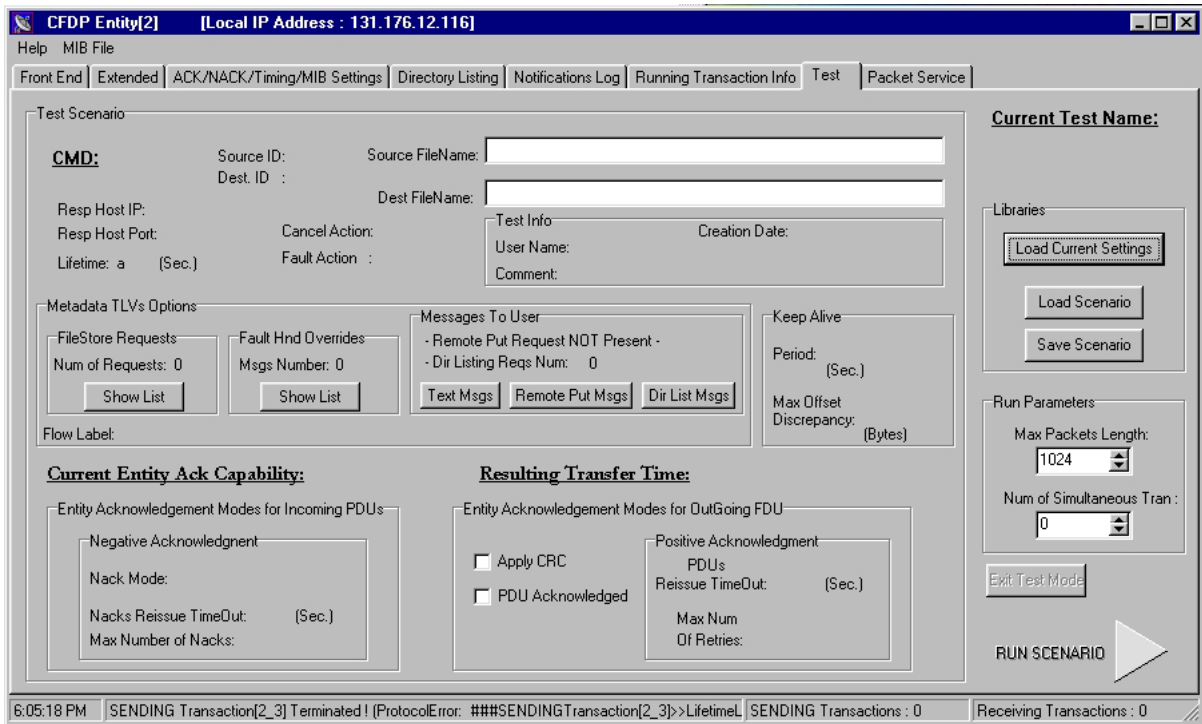 CFDP Entity[2] [Local IP Address : 131.176.12.116]
Help MIB File
Front End Extended ACK/NACK/Timing/MIB Settings Directory Listing Notifications Log Running Transaction Info Test Packet Service
Test Scenario
CMD:
Source ID:
Dest. ID :
Source FileName:
Dest FileName:
Resp Host IP:
Resp Host Port:
Lifetime: a (Sec.)
Cancel Action:
Fault Action :
Test Info
User Name:
Creation Date:
Comment:
Metadata TLVs Options
FileStore Requests
Num of Requests: 0
Show List
Fault Hnd Overrides
Msgs Number: 0
Show List
Messages To User
- Remote Put Request NOT Present -
- Dir Listing Reqs Num: 0
Text Msgs Remote Put Msgs Dir List Msgs
Flow Label:
Keep Alive
Period:
(Sec.)
Max Offset
Discrepancy:
(Bytes)
Current Entity Ack Capability:
Entity Acknowledgement Modes for Incoming PDUs
Negative Acknowledgnent
Nack Mode:
Nacks Reissue TimeOut: (Sec.)
Max Number of Nacks:
Resulting Transfer Time:
Entity Acknowledgement Modes for OutGoing FDU
Apply CRC
PDU Acknowledged
Positive Acknowledgment
PDUs
Reissue TimeOut: (Sec.)
Max Num
Of Retries:
Current Test Name:
Libraries
Load Current Settings
Load Scenario
Save Scenario
Run Parameters
Max Packets Length:
1024
Num of Simultaneous Tran :
0
Exit Test Mode
RUN SCENARIO
6:05:18 PM SENDING Transaction[2_3] Terminated ! (ProtocolError: ###SENDINGTransaction[2_3]>>LifetimeL SENDING Transactions : 0 Receiving Transactions : 0